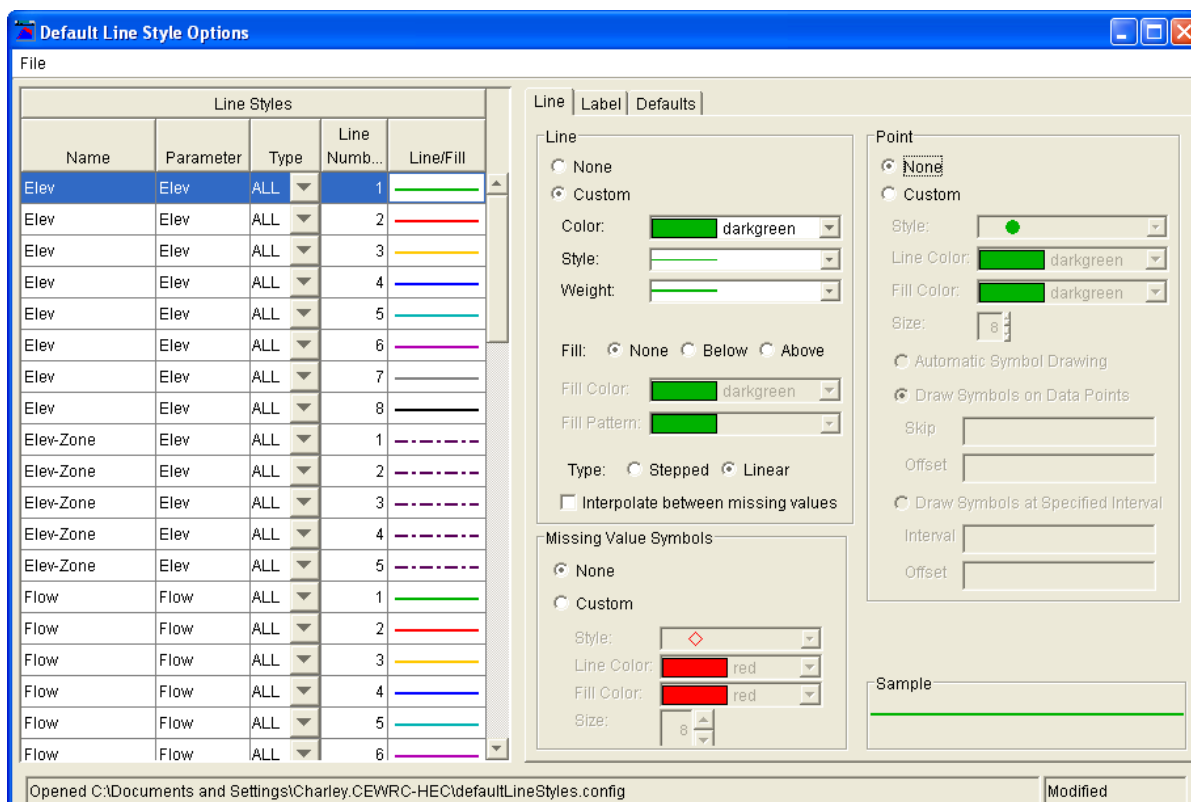 Default Line Style Options
File
Line Styles
Name Parameter Type Line Numb... Line/Fill
Elev Elev ALL 1
Elev Elev ALL 2
Elev Elev ALL 3
Elev Elev ALL 4
Elev Elev ALL 5
Elev Elev ALL 6
Elev Elev ALL 7
Elev Elev ALL 8
Elev-Zone Elev ALL 1
Elev-Zone Elev ALL 2
Elev-Zone Elev ALL 3
Elev-Zone Elev ALL 4
Elev-Zone Elev ALL 5
Flow Flow ALL 1
Flow Flow ALL 2
Flow Flow ALL 3
Flow Flow ALL 4
Flow Flow ALL 5
Flow Flow ALL 6
Line Label Defaults
Line
None
Custom
Color: darkgreen
Style:
Weight:
Fill: None Below Above
Fill Color: darkgreen
Fill Pattern:
Type: Stepped Linear
Interpolate between missing values
Missing Value Symbols
None
Custom
Style:
Line Color: red
Fill Color: red
Size: 8
Point
None
Custom
Style:
Line Color: darkgreen
Fill Color: darkgreen
Size: 8
Automatic Symbol Drawing
Draw Symbols on Data Points
Skip
Offset
Draw Symbols at Specified Interval
Interval
Offset
Sample
Opened C:\Documents and Settings\Charley.CEWRC-HEC\defaultLineStyles.config
Modified